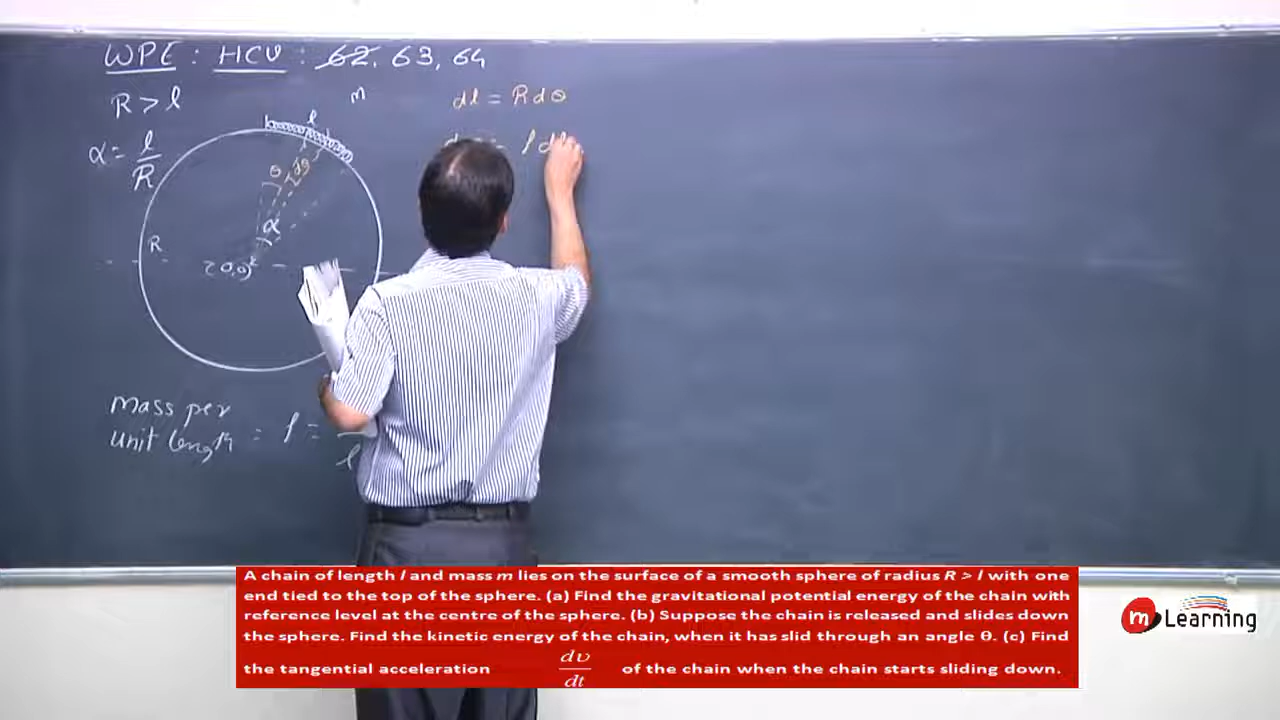 WPE : HCV : 62, 63, 64
R > l
m
dl = R dθ
α = l/R
l
θ
dθ
α
R
mass per
unit length =
l
A chain of length l and mass m lies on the surface of a smooth sphere of radius R > l with one
end tied to the top of the sphere. (a) Find the gravitational potential energy of the chain with
reference level at the centre of the sphere. (b) Suppose the chain is released and slides down
the sphere. Find the kinetic energy of the chain, when it has slid through an angle θ. (c) Find
the tangential acceleration dv/dt of the chain when the chain starts sliding down.
mLearning